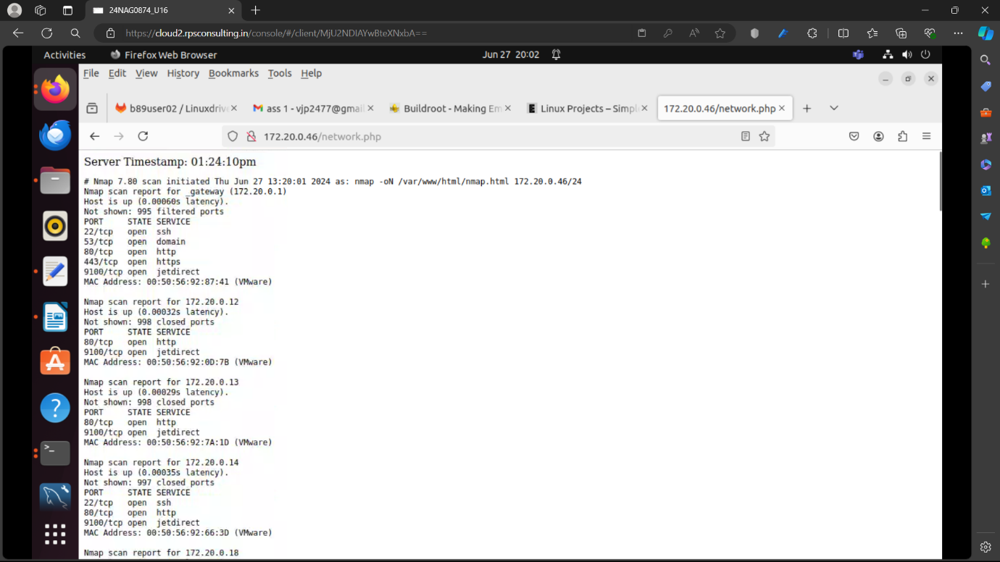 24NAG0874_U16
https://cloud2.rpsconsulting.in/console/#/client/MjU2NDIAYwBteXNxbA==
Activities Firefox Web Browser Jun 27 20:02
File Edit View History Bookmarks Tools Help
b89user02 / Linuxdrive ass 1 - vjp2477@gmail Buildroot - Making Em Linux Projects – Simpl 172.20.0.46/network.php
172.20.0.46/network.php
Server Timestamp: 01:24:10pm
# Nmap 7.80 scan initiated Thu Jun 27 13:20:01 2024 as: nmap -oN /var/www/html/nmap.html 172.20.0.46/24
Nmap scan report for _gateway (172.20.0.1)
Host is up (0.00060s latency).
Not shown: 995 filtered ports
PORT STATE SERVICE
22/tcp open ssh
53/tcp open domain
80/tcp open http
443/tcp open https
9100/tcp open jetdirect
MAC Address: 00:50:56:92:87:41 (VMware)
Nmap scan report for 172.20.0.12
Host is up (0.00032s latency).
Not shown: 998 closed ports
PORT STATE SERVICE
80/tcp open http
9100/tcp open jetdirect
MAC Address: 00:50:56:92:0D:7B (VMware)
Nmap scan report for 172.20.0.13
Host is up (0.00029s latency).
Not shown: 998 closed ports
PORT STATE SERVICE
80/tcp open http
9100/tcp open jetdirect
MAC Address: 00:50:56:92:7A:1D (VMware)
Nmap scan report for 172.20.0.14
Host is up (0.00035s latency).
Not shown: 997 closed ports
PORT STATE SERVICE
22/tcp open ssh
80/tcp open http
9100/tcp open jetdirect
MAC Address: 00:50:56:92:66:3D (VMware)
Nmap scan report for 172.20.0.18